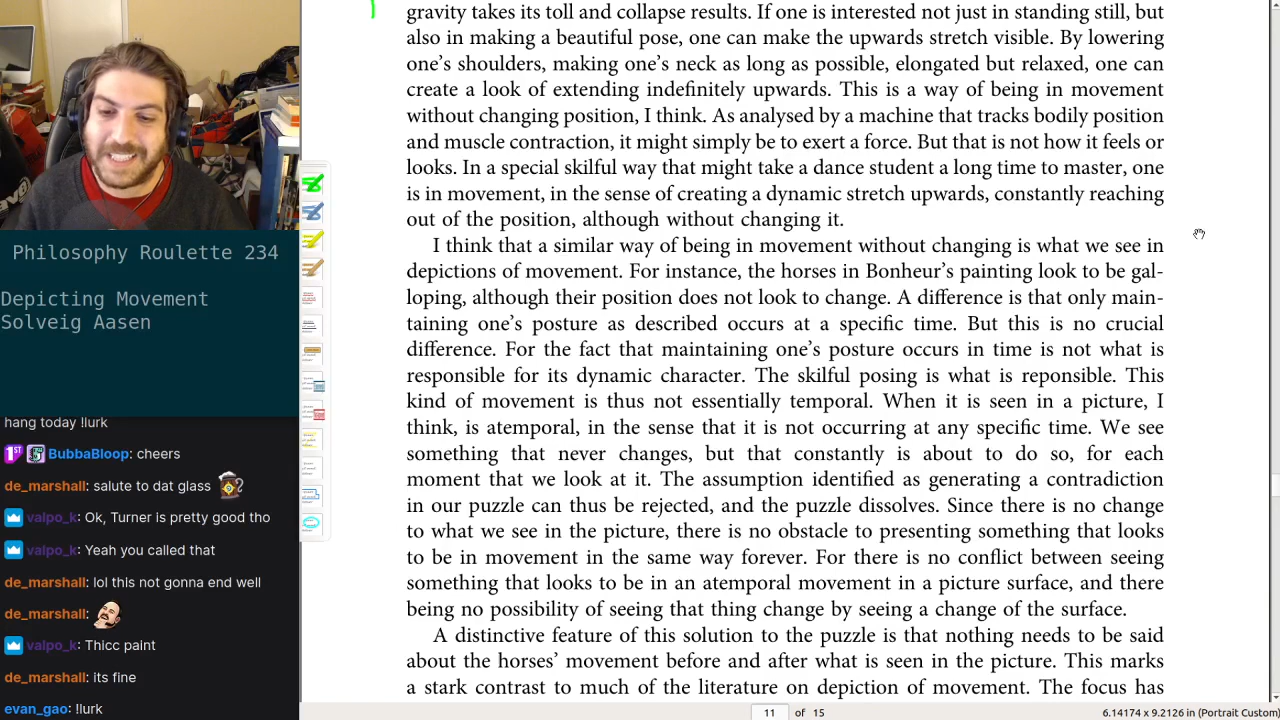 gravity takes its toll and collapse results. If one is interested not just in standing still, but
also in making a beautiful pose, one can make the upwards stretch visible. By lowering
one's shoulders, making one's neck as long as possible, elongated but relaxed, one can
create a look of extending indefinitely upwards. This is a way of being in movement
without changing position, I think. As analysed by a machine that tracks bodily position
and muscle contraction, it might simply be to exert a force. But that is not how it feels or
looks. In a special skilful way that might take a dance student a long time to master, one
is in movement, in the sense of creating a dynamic stretch upwards, constantly reaching
out of the position although without changing it.
I think that a similar way of being in movement without change is what we see in
depictions of movement. For instance, the horses in Bonheur's painting look to be gal-
loping, although their position does not look to change. A difference is that one's main-
taining one's posture as described takes a specific time. But this is not a crucial
difference. For the fact that maintaining one's posture occurs in time is not what is
responsible for its dynamic character. The skilful posing is what is reponsible. This
kind of movement is thus not essentially temporal. When it is seen in a picture, I
think, is atemporal, in the sense that it is not occurring at any specific time. We see
something that never changes, but that constantly is about to do so, for each
moment that we look at it. The assumption identified as generating a contradiction
in our puzzle can thus be rejected, and the puzzle dissolves. Since there is no change
to what we see in the picture, there is no obstacle to pictures being something that looks
to be in movement in the same way forever. For there is no conflict between seeing
something that looks to be in an atemporal movement in a picture surface, and there
being no possibility of seeing that thing change by seeing a change of the surface.
A distinctive feature of this solution to the puzzle is that nothing needs to be said
about the horses' movement before and after what is seen in the picture. This marks
a stark contrast to much of the literature on depiction of movement. The focus has
Philosophy Roulette 234
Depicting Movement
Solveig Aasen
hang today !lurk
1ST BubbaBloop: cheers
de_marshall: salute to dat glass
valpo_k: Ok, Turner is pretty good tho
valpo_k: Yeah you called that
de_marshall: lol thIs not gonna end well
de_marshall:
valpo_k: Thicc paint
de_marshall: its fine
evan_gao: !lurk
11 of 15
6.14174 x 9.2126 in (Portrait Custom)